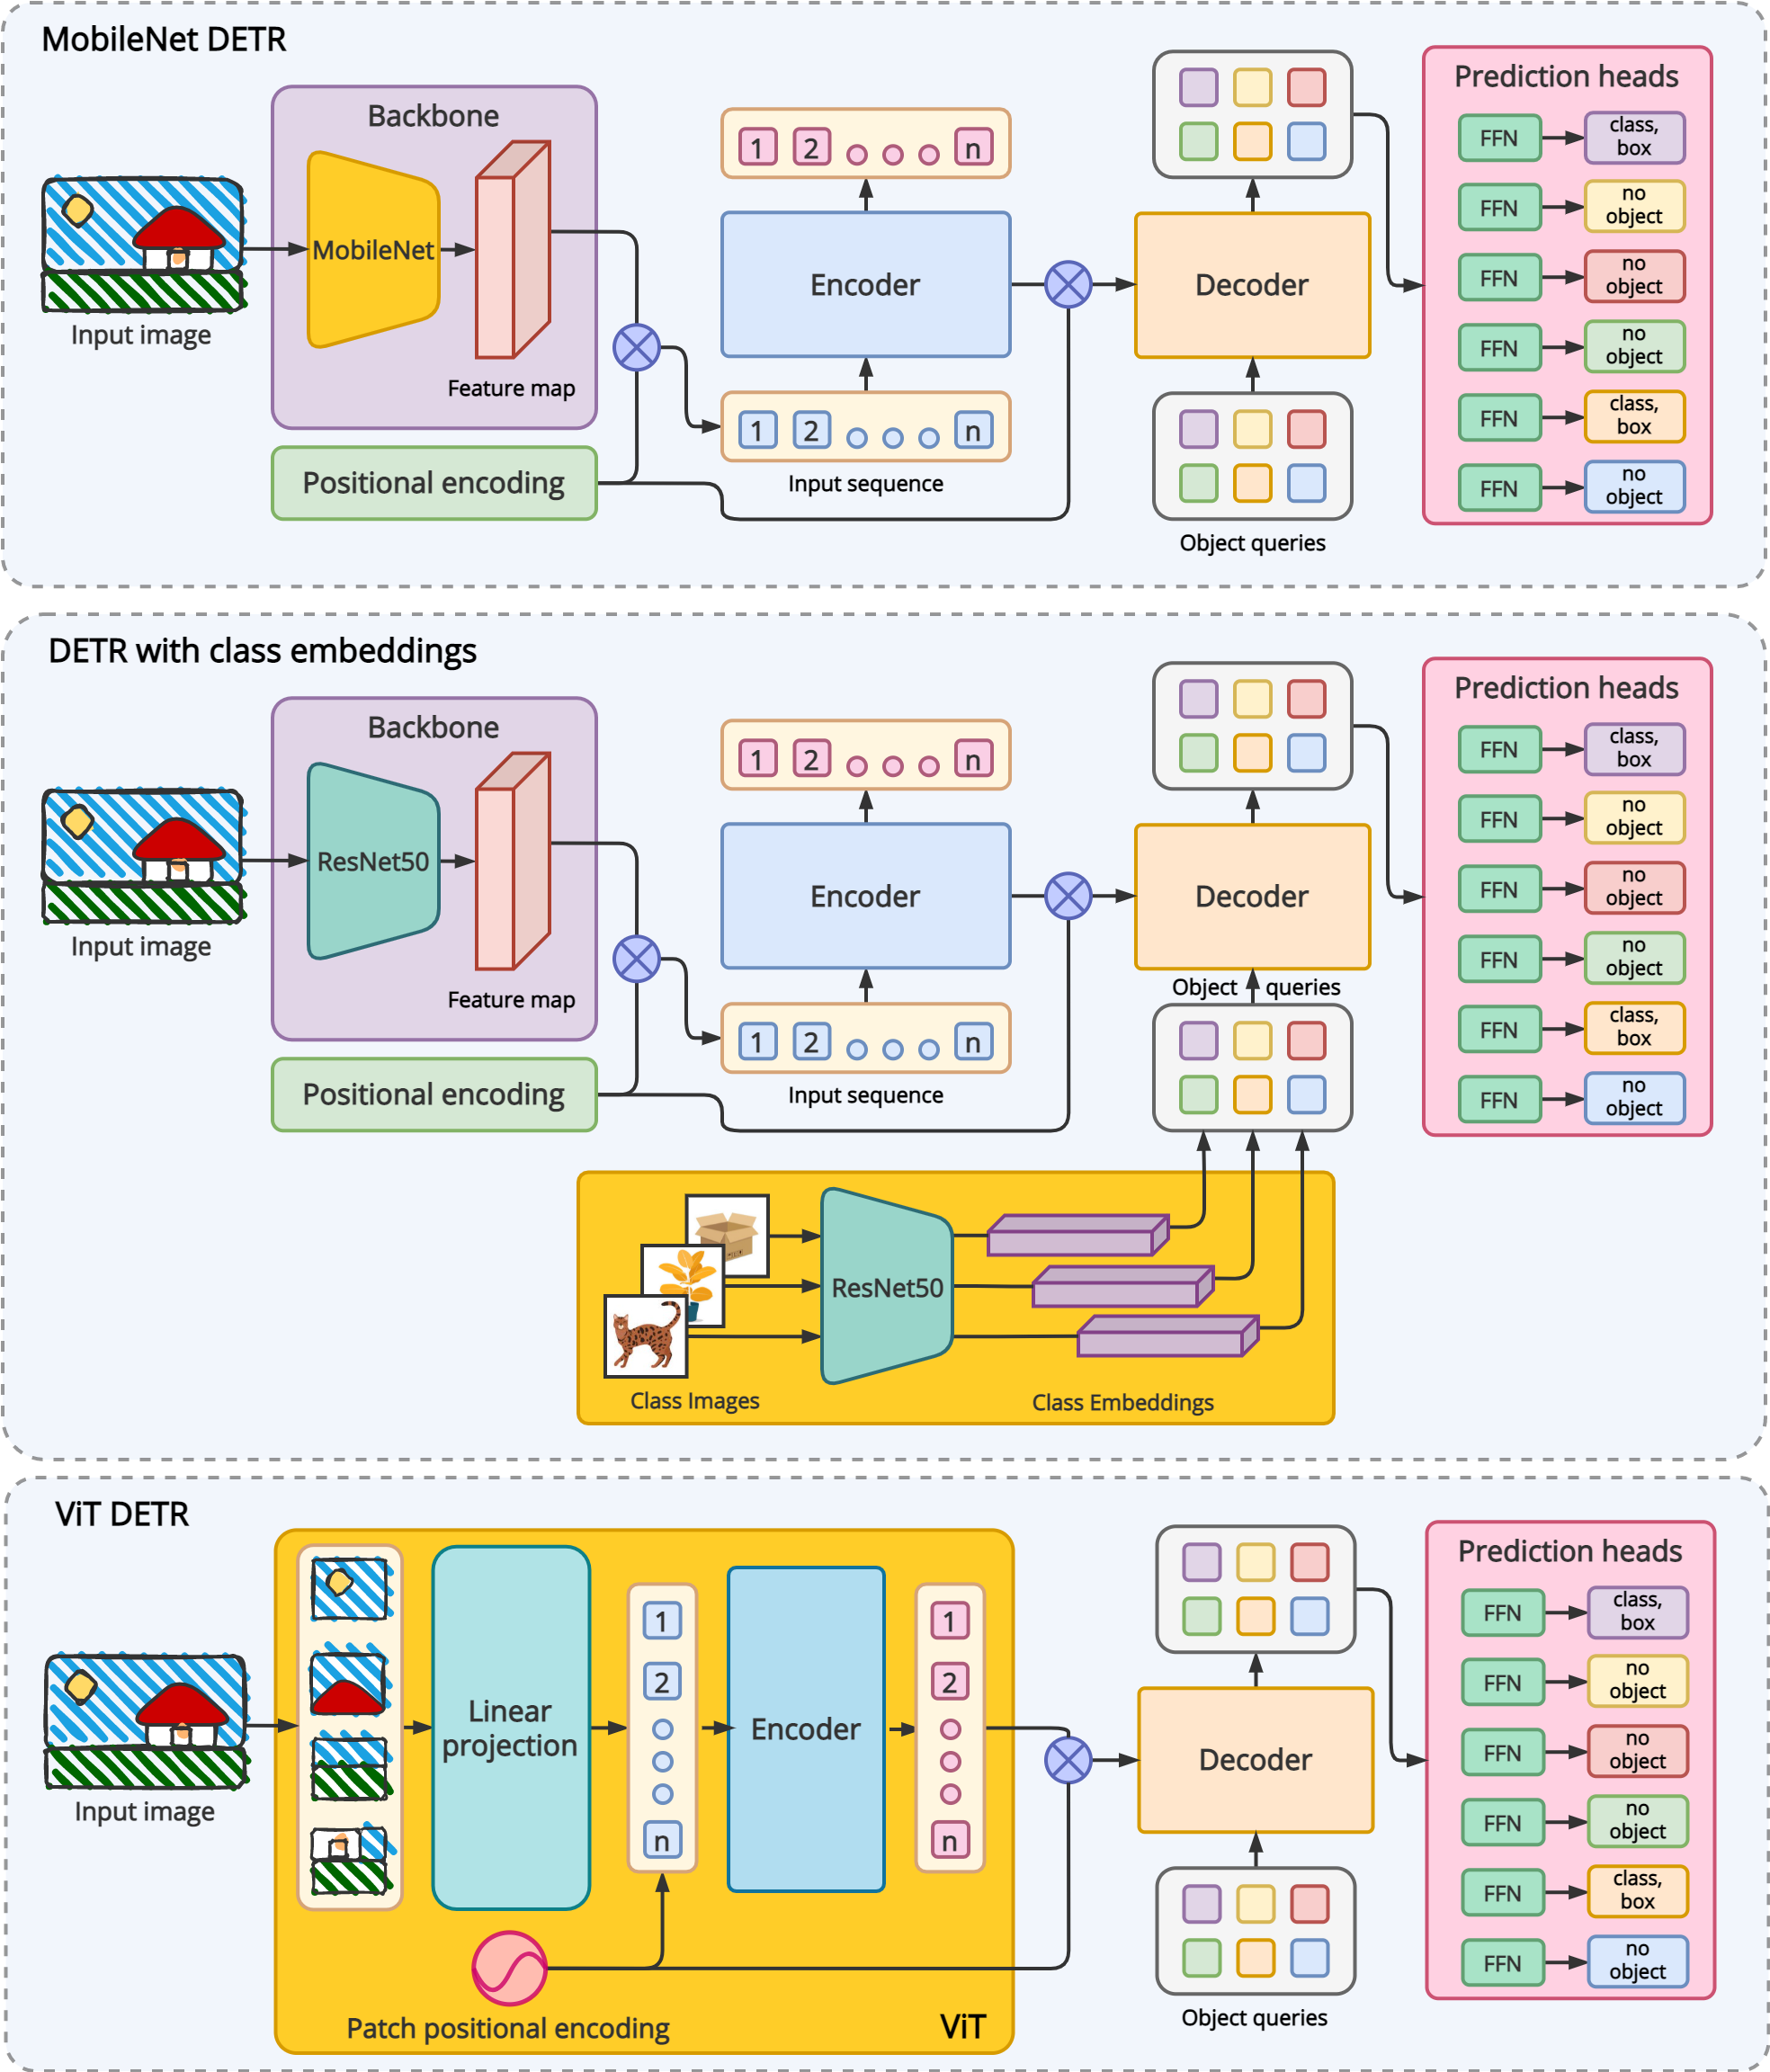 MobileNet DETR
Backbone
MobileNet
Feature map
Input image
Positional encoding
1 2 n
Encoder
1 2 n
Input sequence
Decoder
Object queries
Prediction heads
FFN
class,
box
FFN
no
object
FFN
no
object
FFN
no
object
FFN
class,
box
FFN
no
object
DETR with class embeddings
Backbone
ResNet50
Feature map
Input image
Positional encoding
1 2 n
Encoder
1 2 n
Input sequence
Decoder
Object queries
Prediction heads
FFN
class,
box
FFN
no
object
FFN
no
object
FFN
no
object
FFN
class,
box
FFN
no
object
ResNet50
Class Images
Class Embeddings
ViT DETR
Input image
Linear
projection
1
2
n
Encoder
1
2
n
Patch positional encoding
ViT
Decoder
Object queries
Prediction heads
FFN
class,
box
FFN
no
object
FFN
no
object
FFN
no
object
FFN
class,
box
FFN
no
object